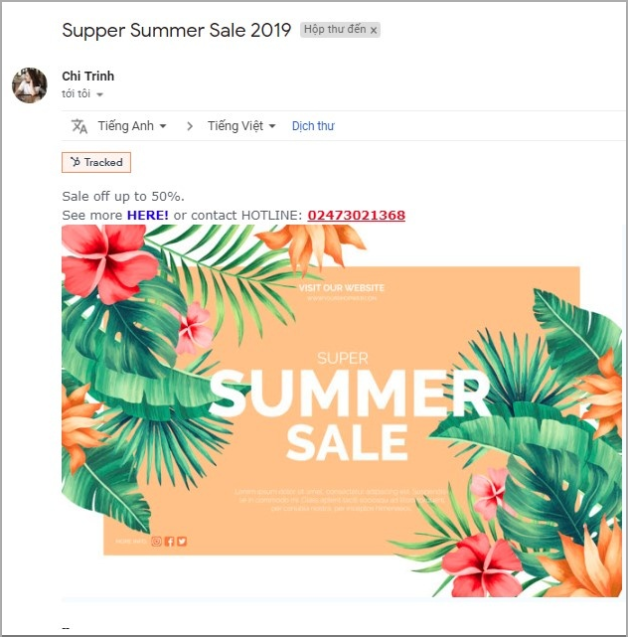 Supper Summer Sale 2019 Hộp thư đến x
Chi Trinh
tới tôi
Tiếng Anh > Tiếng Việt Dịch thư
Tracked
Sale off up to 50%.
See more HERE! or contact HOTLINE: 02473021368
VISIT OUR WEBSITE
SUPER
SUMMER
SALE
--